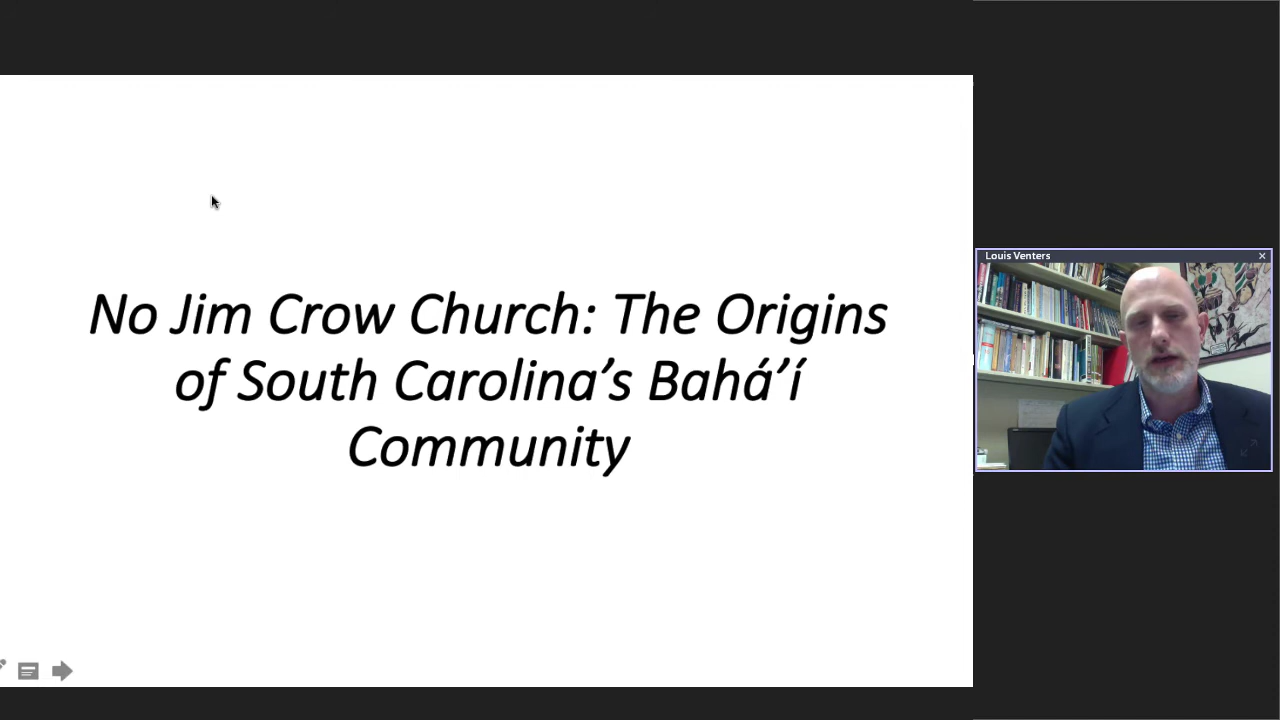 No Jim Crow Church: The Origins
of South Carolina’s Bahá’í
Community
Louis Venters